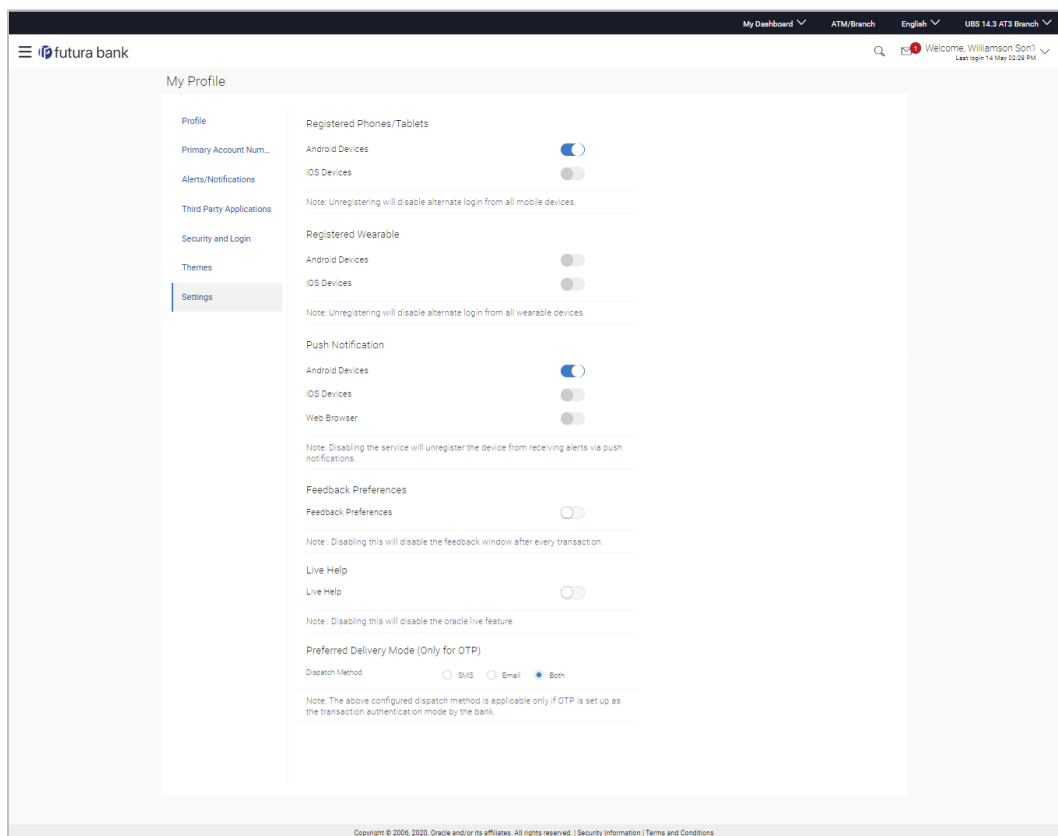 My Dashboard
ATM/Branch
English
UBS 14.3 AT3 Branch
futura bank
1
Welcome, Williamson Son1
Last login 14 May 02:28 PM
My Profile
Profile
Primary Account Num...
Alerts/Notifications
Third Party Applications
Security and Login
Themes
Settings
Registered Phones/Tablets
Android Devices
iOS Devices
Note: Unregistering will disable alternate login from all mobile devices.
Registered Wearable
Android Devices
iOS Devices
Note: Unregistering will disable alternate login from all wearable devices.
Push Notification
Android Devices
iOS Devices
Web Browser
Note: Disabling the service will unregister the device from receiving alerts via push
notifications.
Feedback Preferences
Feedback Preferences
Note : Disabling this will disable the feedback window after every transaction.
Live Help
Live Help
Note : Disabling this will disable the oracle live feature.
Preferred Delivery Mode (Only for OTP)
Dispatch Method
SMS
Email
Both
Note: The above configured dispatch method is applicable only if OTP is set up as
the transaction authentication mode by the bank.
Copyright © 2006, 2020, Oracle and/or its affiliates. All rights reserved. | Security Information | Terms and Conditions